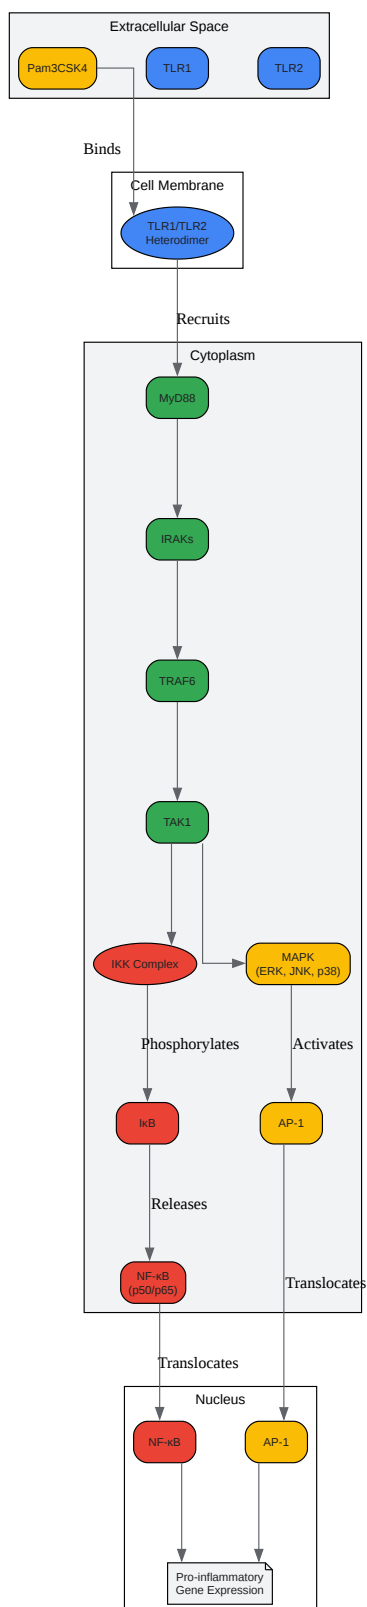 Extracellular Space
Pam3CSK4
TLR1
TLR2
Binds
Cell Membrane
TLR1/TLR2
Heterodimer
Recruits
Cytoplasm
MyD88
IRAKs
TRAF6
TAK1
IKK Complex
MAPK
(ERK, JNK, p38)
Phosphorylates
Activates
IκB
AP-1
Releases
NF-κB
(p50/p65)
Translocates
Translocates
Nucleus
NF-κB
AP-1
Pro-inflammatory
Gene Expression